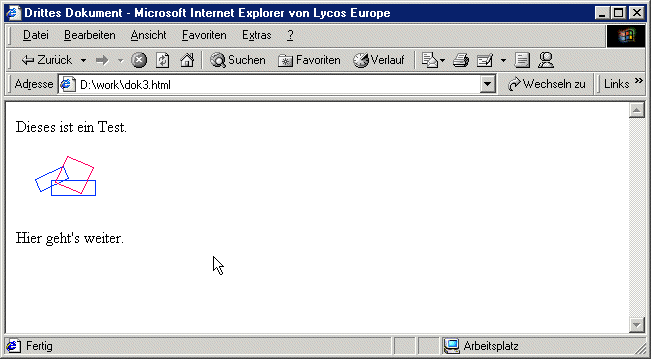 Drittes Dokument - Microsoft Internet Explorer von Lycos Europe
Datei Bearbeiten Ansicht Favoriten Extras ?
Zurück Suchen Favoriten Verlauf
Adresse D:\work\dok3.html Wechseln zu Links »
Dieses ist ein Test.
Hier geht's weiter.
Fertig Arbeitsplatz